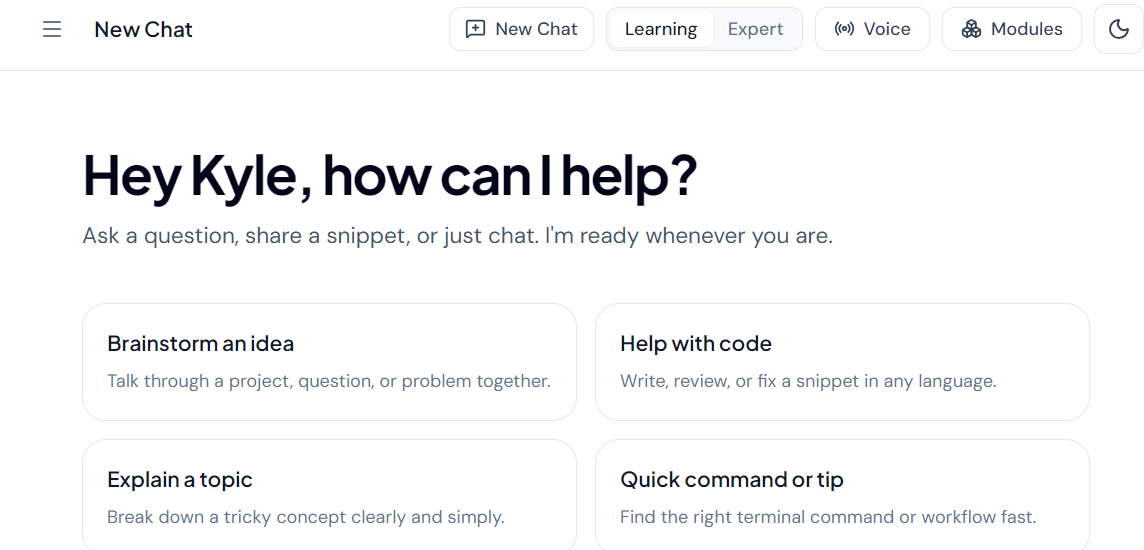 New Chat New Chat Learning Expert Voice Modules
Hey Kyle, how can I help?
Ask a question, share a snippet, or just chat. I'm ready whenever you are.
Brainstorm an idea
Talk through a project, question, or problem together.
Help with code
Write, review, or fix a snippet in any language.
Explain a topic
Break down a tricky concept clearly and simply.
Quick command or tip
Find the right terminal command or workflow fast.